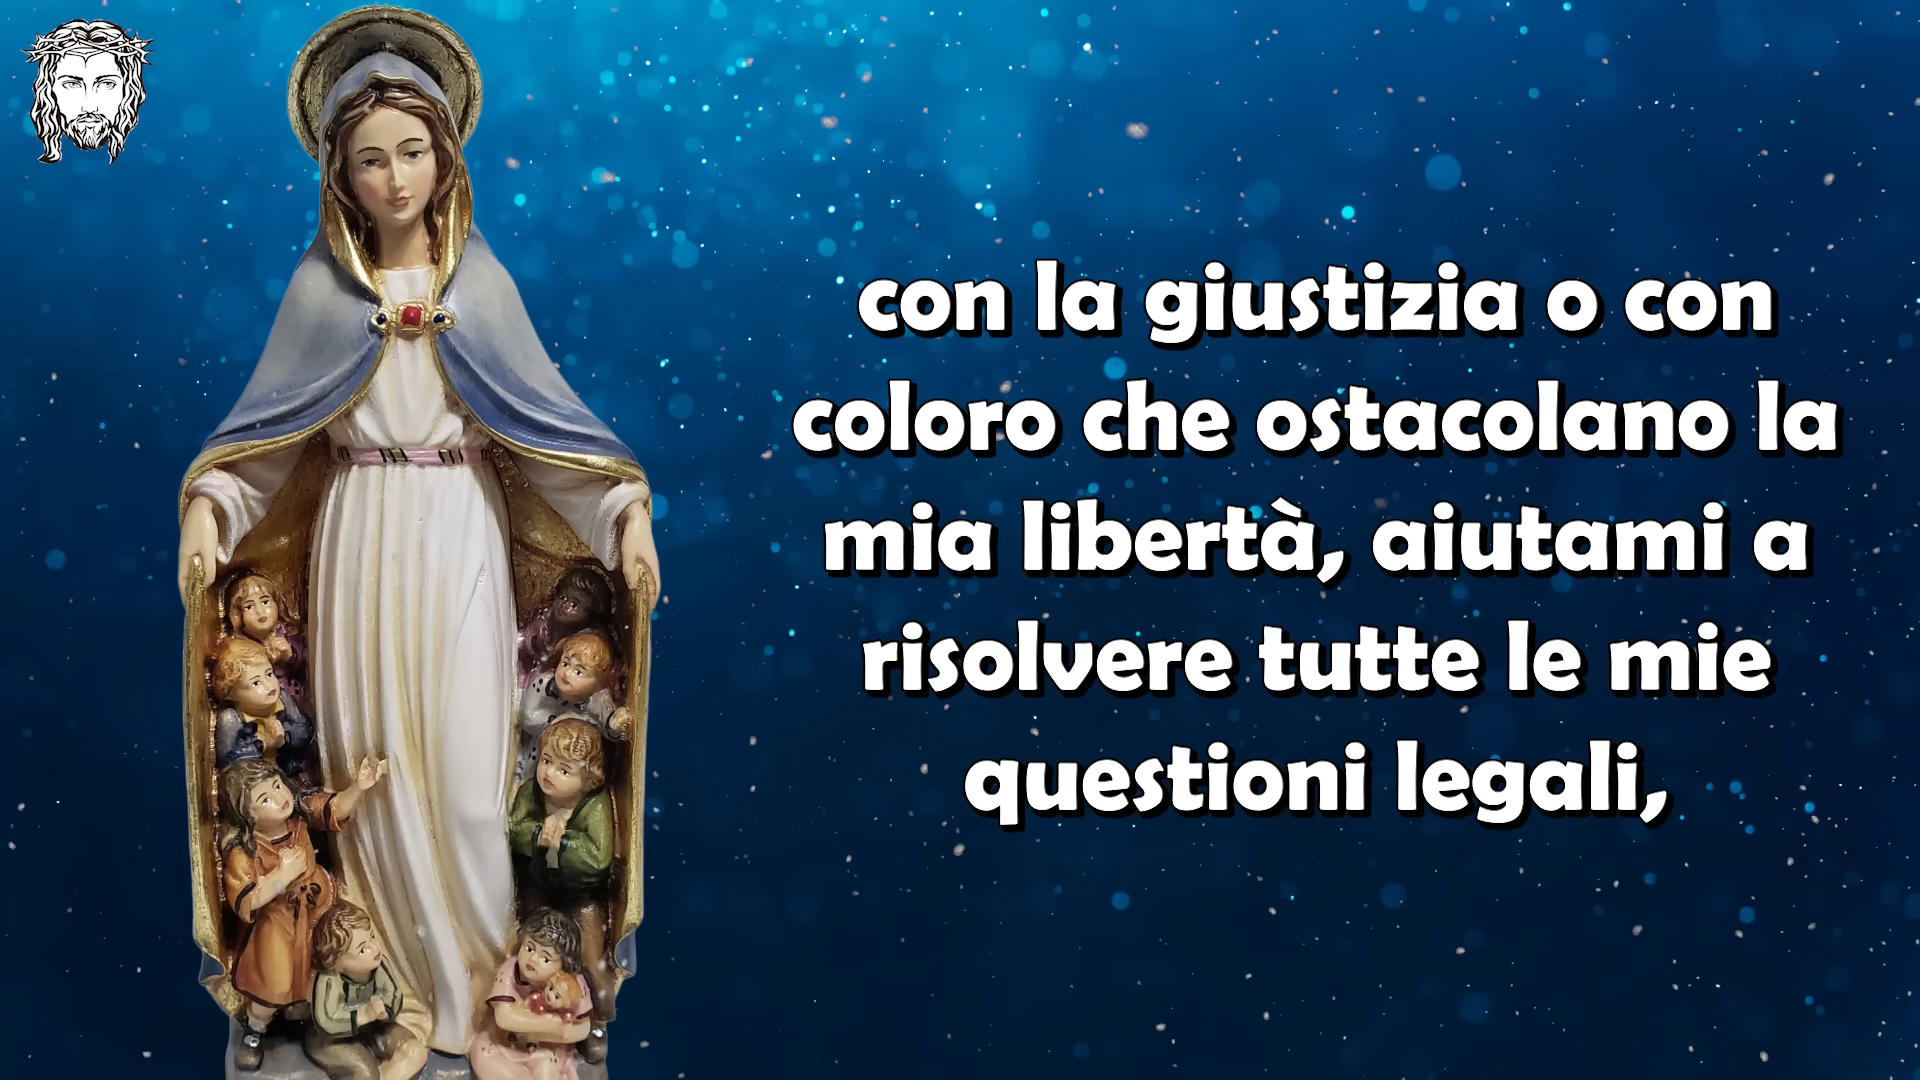 con la giustizia o con
coloro che ostacolano la
mia libertà, aiutami a
risolvere tutte le mie
questioni legali,